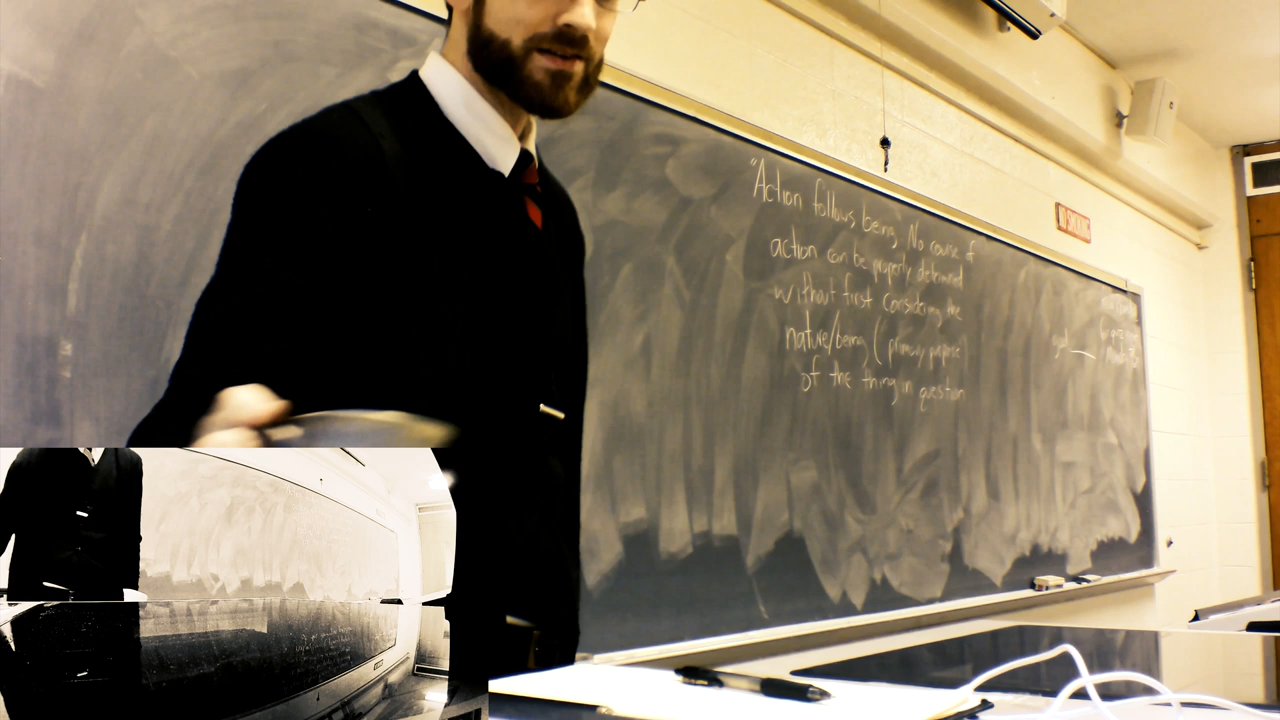 "Action follows being" No course of
action can be properly determined
without first considering the
nature/being (primary purpose)
of the thing in question
NO SMOKING